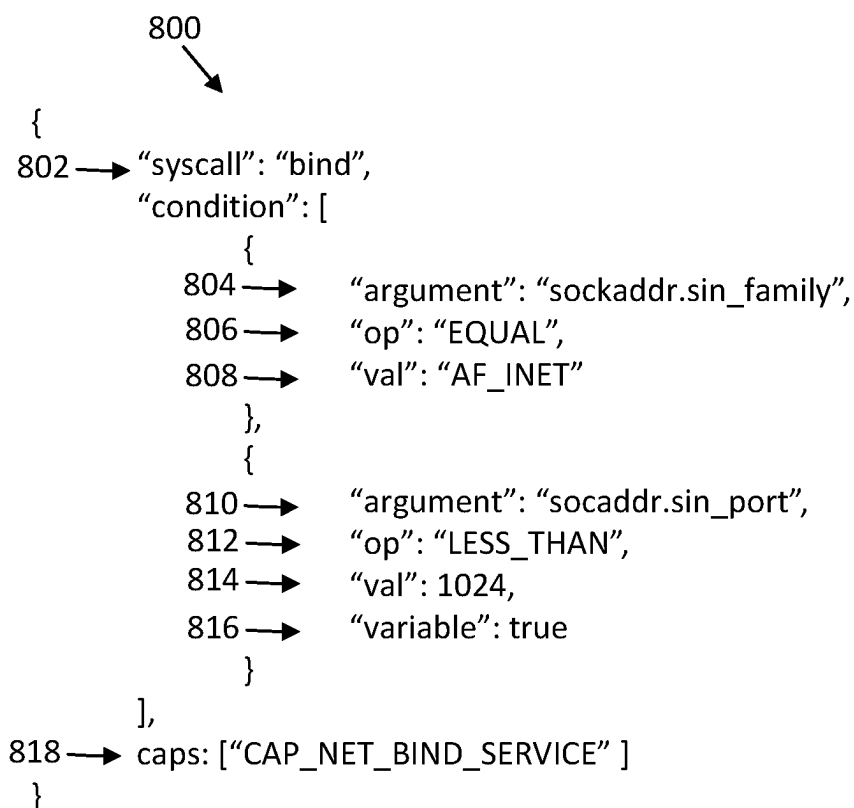 800
{
802 “syscall”: “bind”,
“condition”: [
{
804 “argument”: “sockaddr.sin_family”,
806 “op”: “EQUAL”,
808 “val”: “AF_INET”
},
{
810 “argument”: “socaddr.sin_port”,
812 “op”: “LESS_THAN”,
814 “val”: 1024,
816 “variable”: true
}
],
818 caps: [“CAP_NET_BIND_SERVICE” ]
}